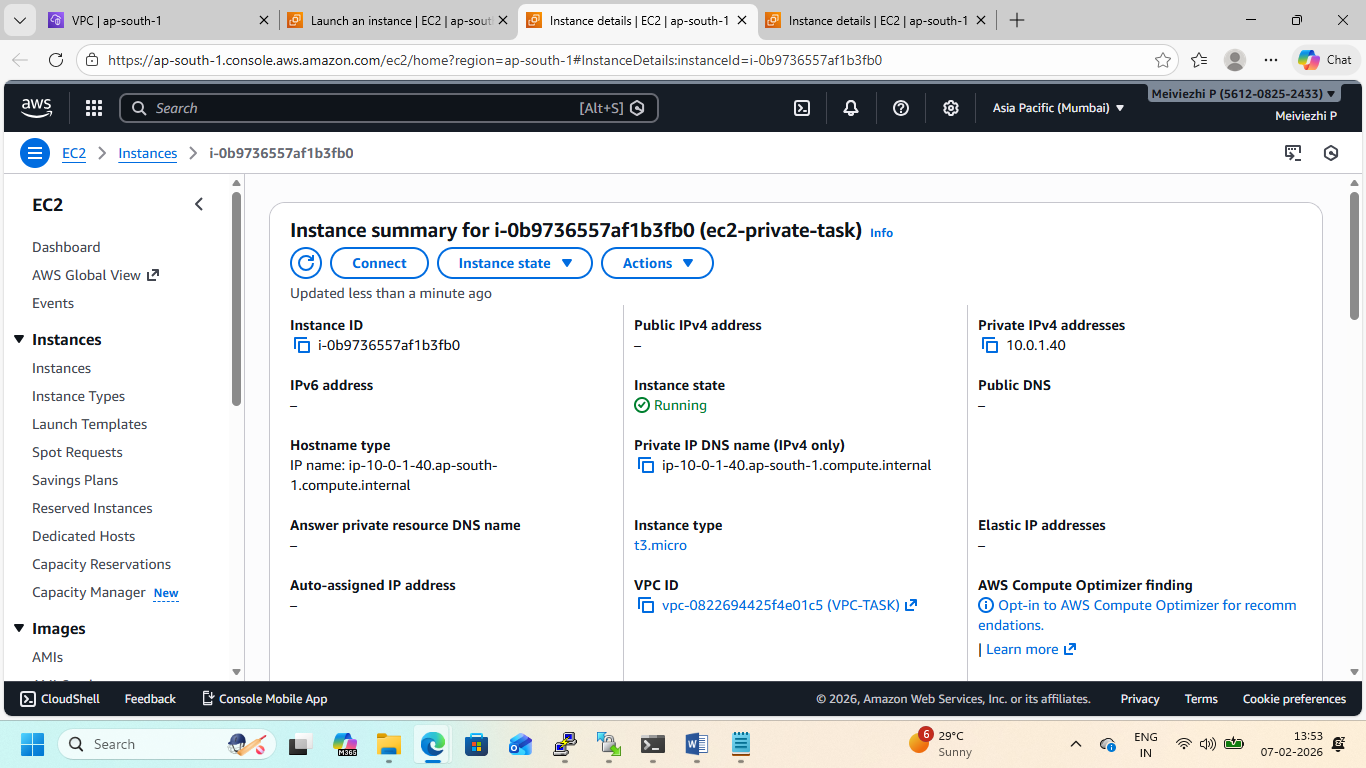 VPC | ap-south-1
Launch an instance | EC2 | ap-sout
Instance details | EC2 | ap-south-1
Instance details | EC2 | ap-south-1
https://ap-south-1.console.aws.amazon.com/ec2/home?region=ap-south-1#InstanceDetails:instanceId=i-0b9736557af1b3fb0
Chat
aws
Search
[Alt+S]
Asia Pacific (Mumbai)
Meiviezhi P (5612-0825-2433)
Meiviezhi P
EC2
Instances
i-0b9736557af1b3fb0
EC2
Dashboard
AWS Global View
Events
Instances
Instances
Instance Types
Launch Templates
Spot Requests
Savings Plans
Reserved Instances
Dedicated Hosts
Capacity Reservations
Capacity Manager New
Images
AMIs
Instance summary for i-0b9736557af1b3fb0 (ec2-private-task) Info
Connect
Instance state
Actions
Updated less than a minute ago
Instance ID
i-0b9736557af1b3fb0
Public IPv4 address
–
Private IPv4 addresses
10.0.1.40
IPv6 address
–
Instance state
Running
Public DNS
–
Hostname type
IP name: ip-10-0-1-40.ap-south-
1.compute.internal
Private IP DNS name (IPv4 only)
ip-10-0-1-40.ap-south-1.compute.internal
Answer private resource DNS name
–
Instance type
t3.micro
Elastic IP addresses
–
Auto-assigned IP address
–
VPC ID
vpc-0822694425f4e01c5 (VPC-TASK)
AWS Compute Optimizer finding
Opt-in to AWS Compute Optimizer for recomm
endations.
| Learn more
CloudShell
Feedback
Console Mobile App
© 2026, Amazon Web Services, Inc. or its affiliates.
Privacy
Terms
Cookie preferences
Search
M365
6
29°C
Sunny
ENG
IN
13:53
07-02-2026